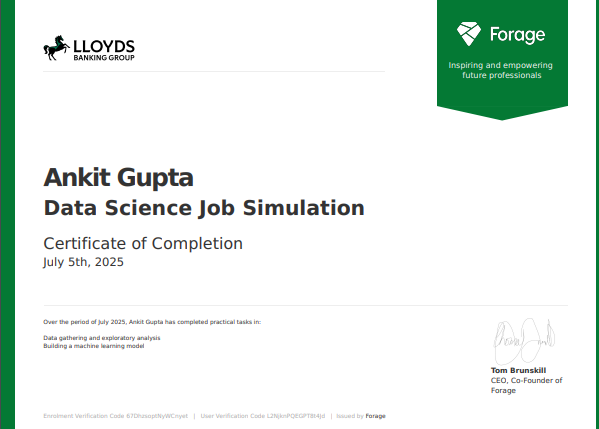 LLOYDS
BANKING GROUP
Forage
Inspiring and empowering
future professionals
Ankit Gupta
Data Science Job Simulation
Certificate of Completion
July 5th, 2025
Over the period of July 2025, Ankit Gupta has completed practical tasks in:
Data gathering and exploratory analysis
Building a machine learning model
Tom Brunskill
CEO, Co-Founder of
Forage
Enrolment Verification Code | User Verification Code | Issued by Forage